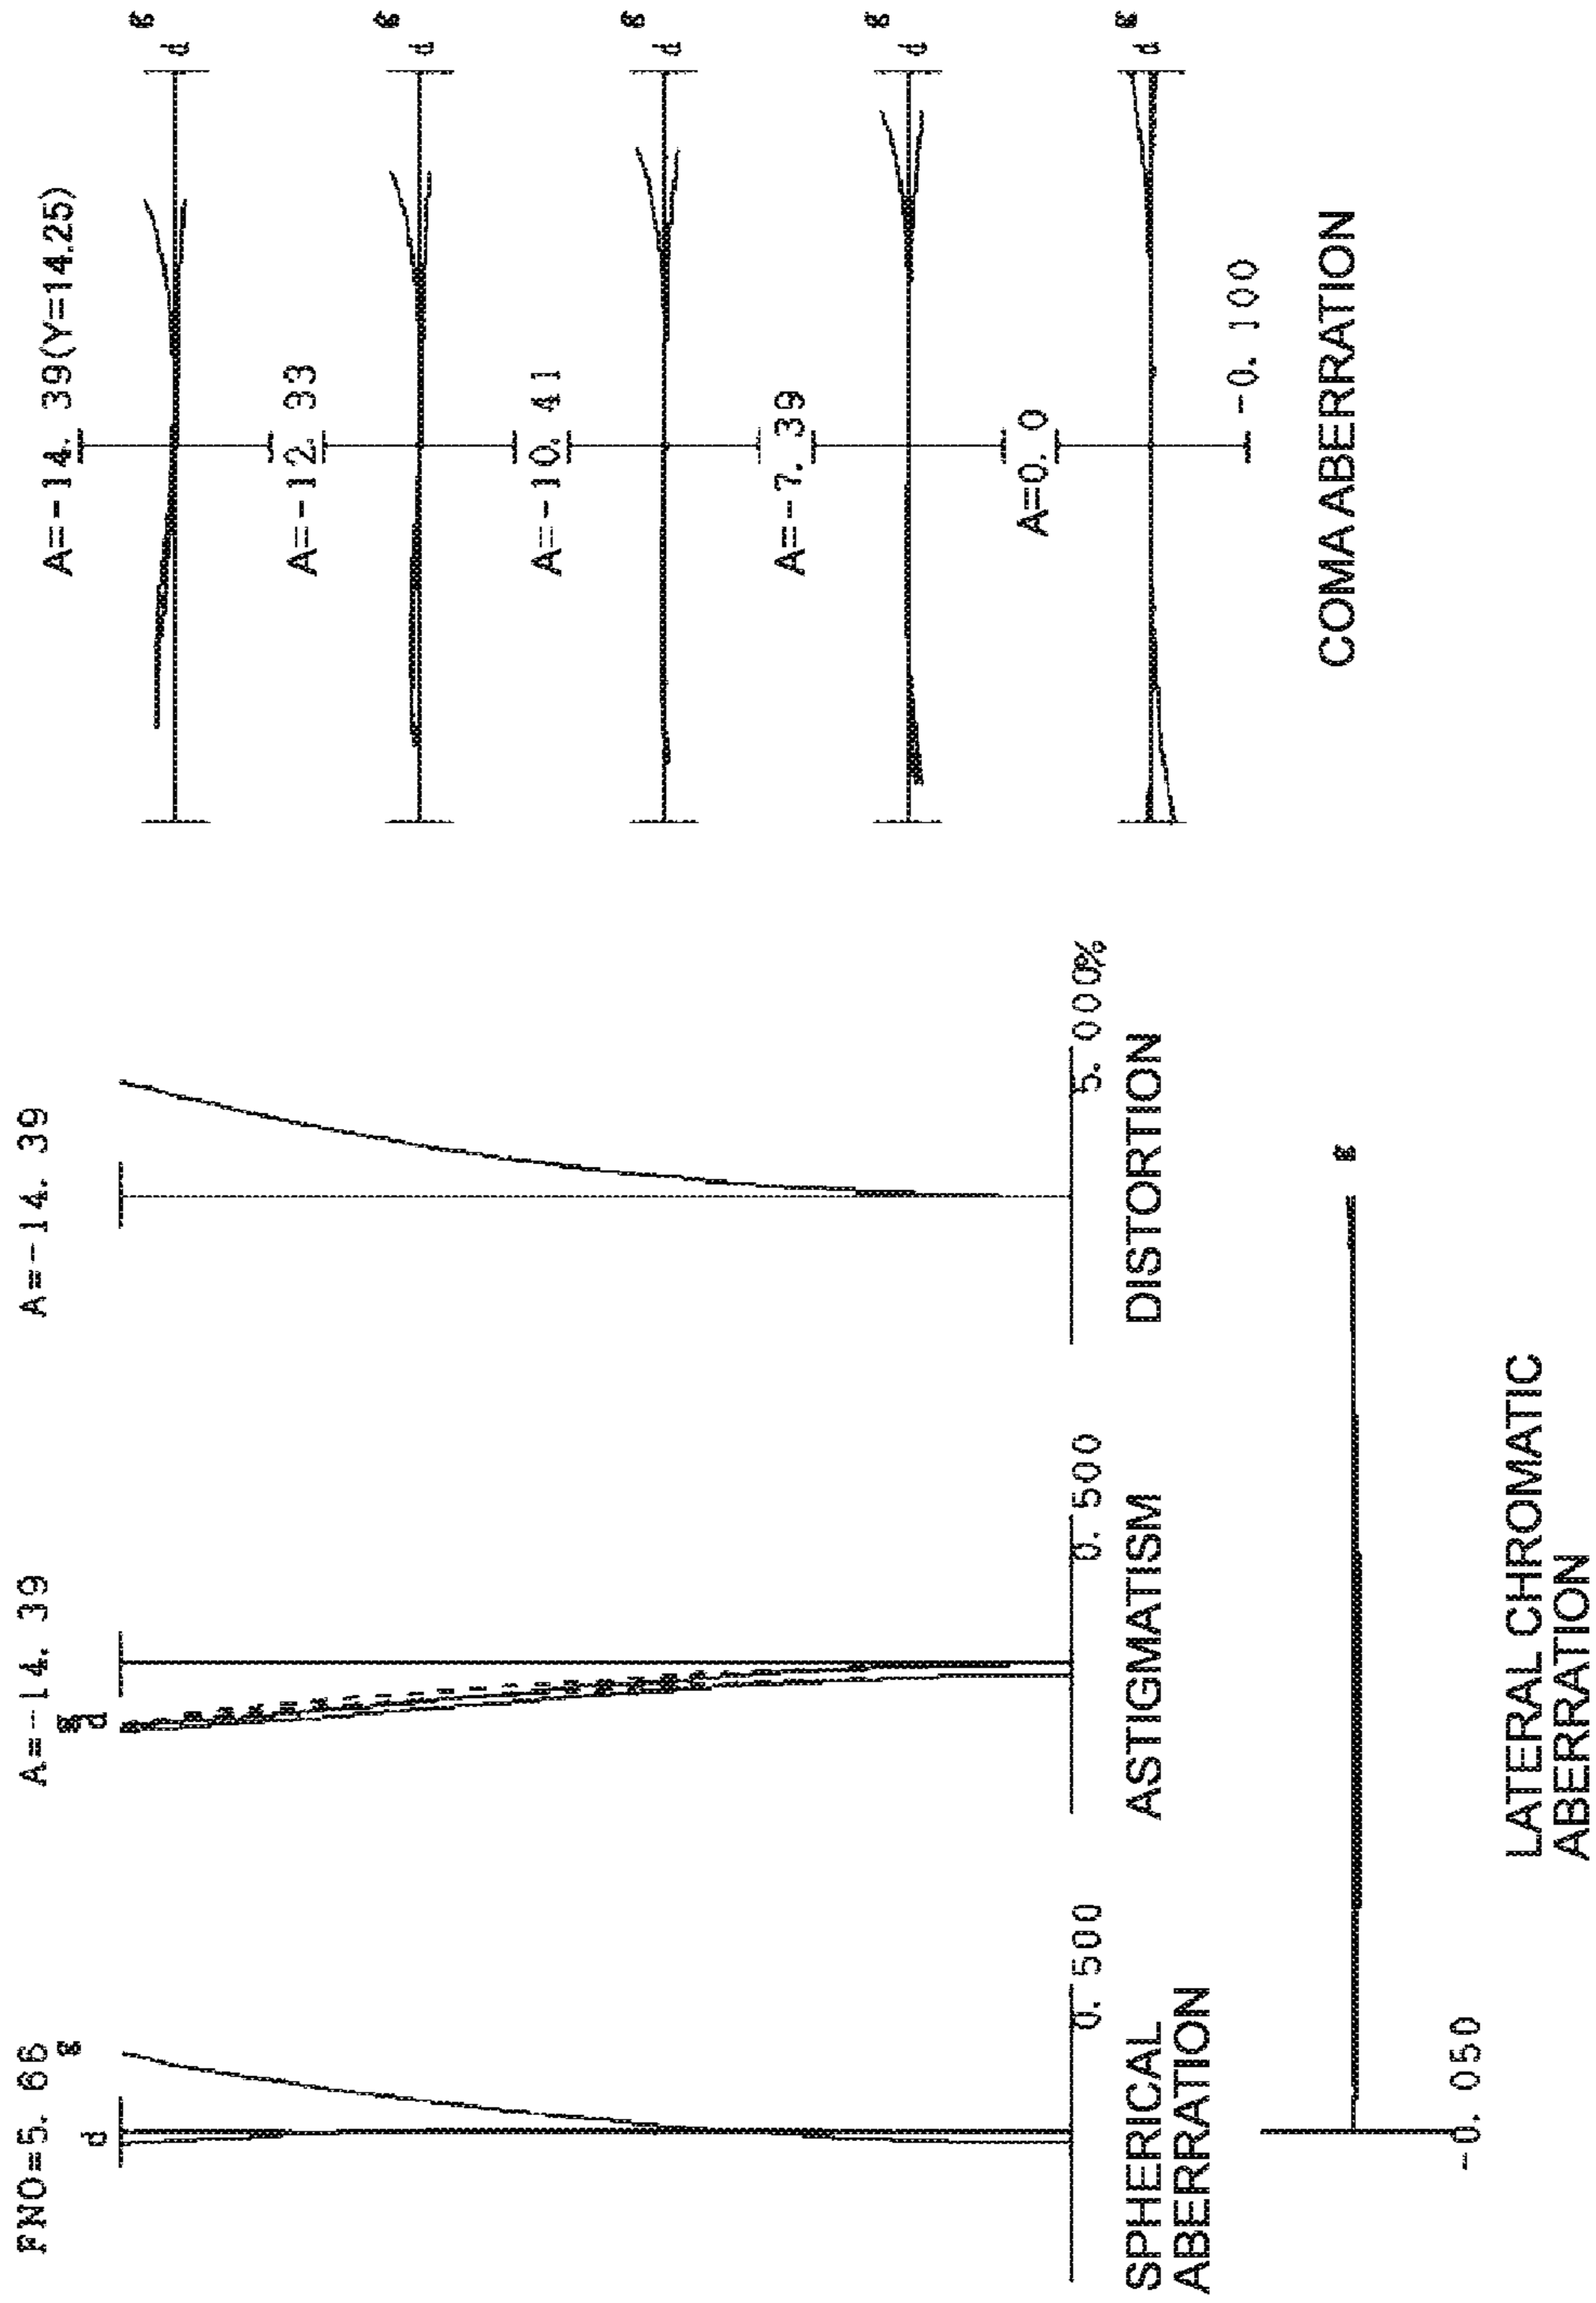 FNO=5. 66
g
d
0. 500
SPHERICAL
ABERRATION
A=-14. 39
g
d
0. 500
ASTIGMATISM
A=-14. 39
5. 000%
DISTORTION
g
-0. 050
LATERAL CHROMATIC
ABERRATION
A=-14. 39(Y=14.25)
g
d
A=-12. 33
g
d
A=-10. 41
g
d
A=-7. 39
g
d
A=0. 0
g
d
-0. 100
COMA ABERRATION